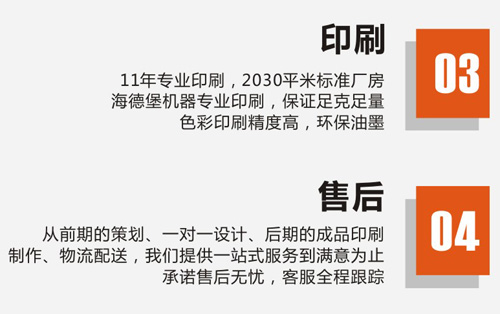 印刷
03
11年专业印刷，2030平米标准厂房
海德堡机器专业印刷，保证足克足量
色彩印刷精度高，环保油墨
售后
04
从前期的策划、一对一设计、后期的成品印刷
制作、物流配送，我们提供一站式服务到满意为止
承诺售后无忧，客服全程跟踪